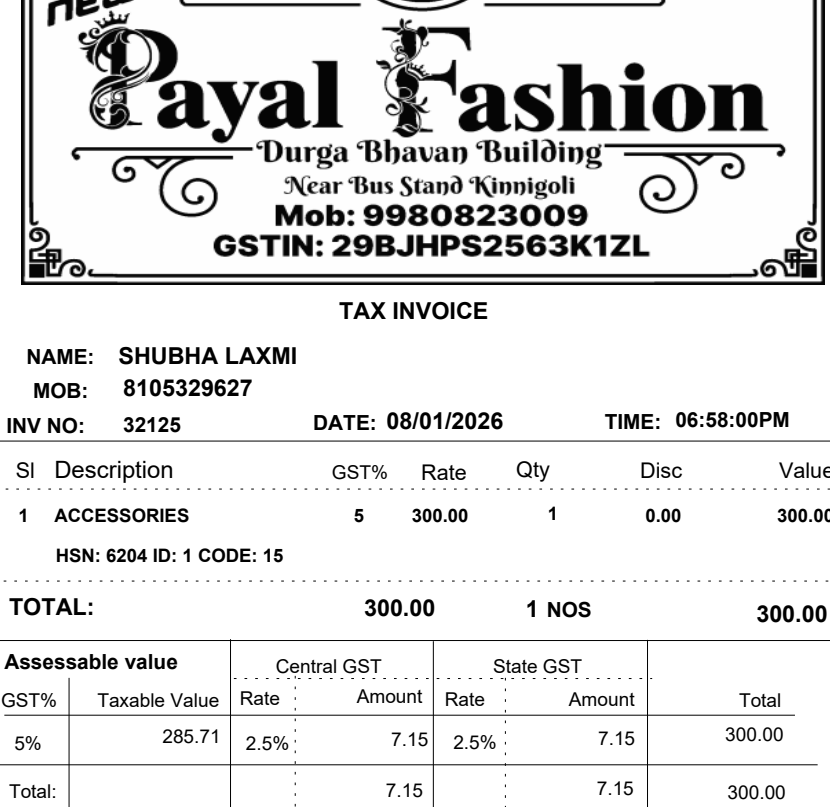 new
Payal Fashion
Durga Bhavan Building
Near Bus Stand Kinnigoli
Mob: 9980823009
GSTIN: 29BJHPS2563K1ZL
TAX INVOICE
NAME: SHUBHA LAXMI
MOB: 8105329627
INV NO: 32125 DATE: 08/01/2026 TIME: 06:58:00PM
Sl Description GST% Rate Qty Disc Value
1 ACCESSORIES 5 300.00 1 0.00 300.00
HSN: 6204 ID: 1 CODE: 15
TOTAL: 300.00 1 NOS 300.00
Assessable value Central GST State GST
GST% Taxable Value Rate Amount Rate Amount Total
5% 285.71 2.5% 7.15 2.5% 7.15 300.00
Total: 7.15 7.15 300.00